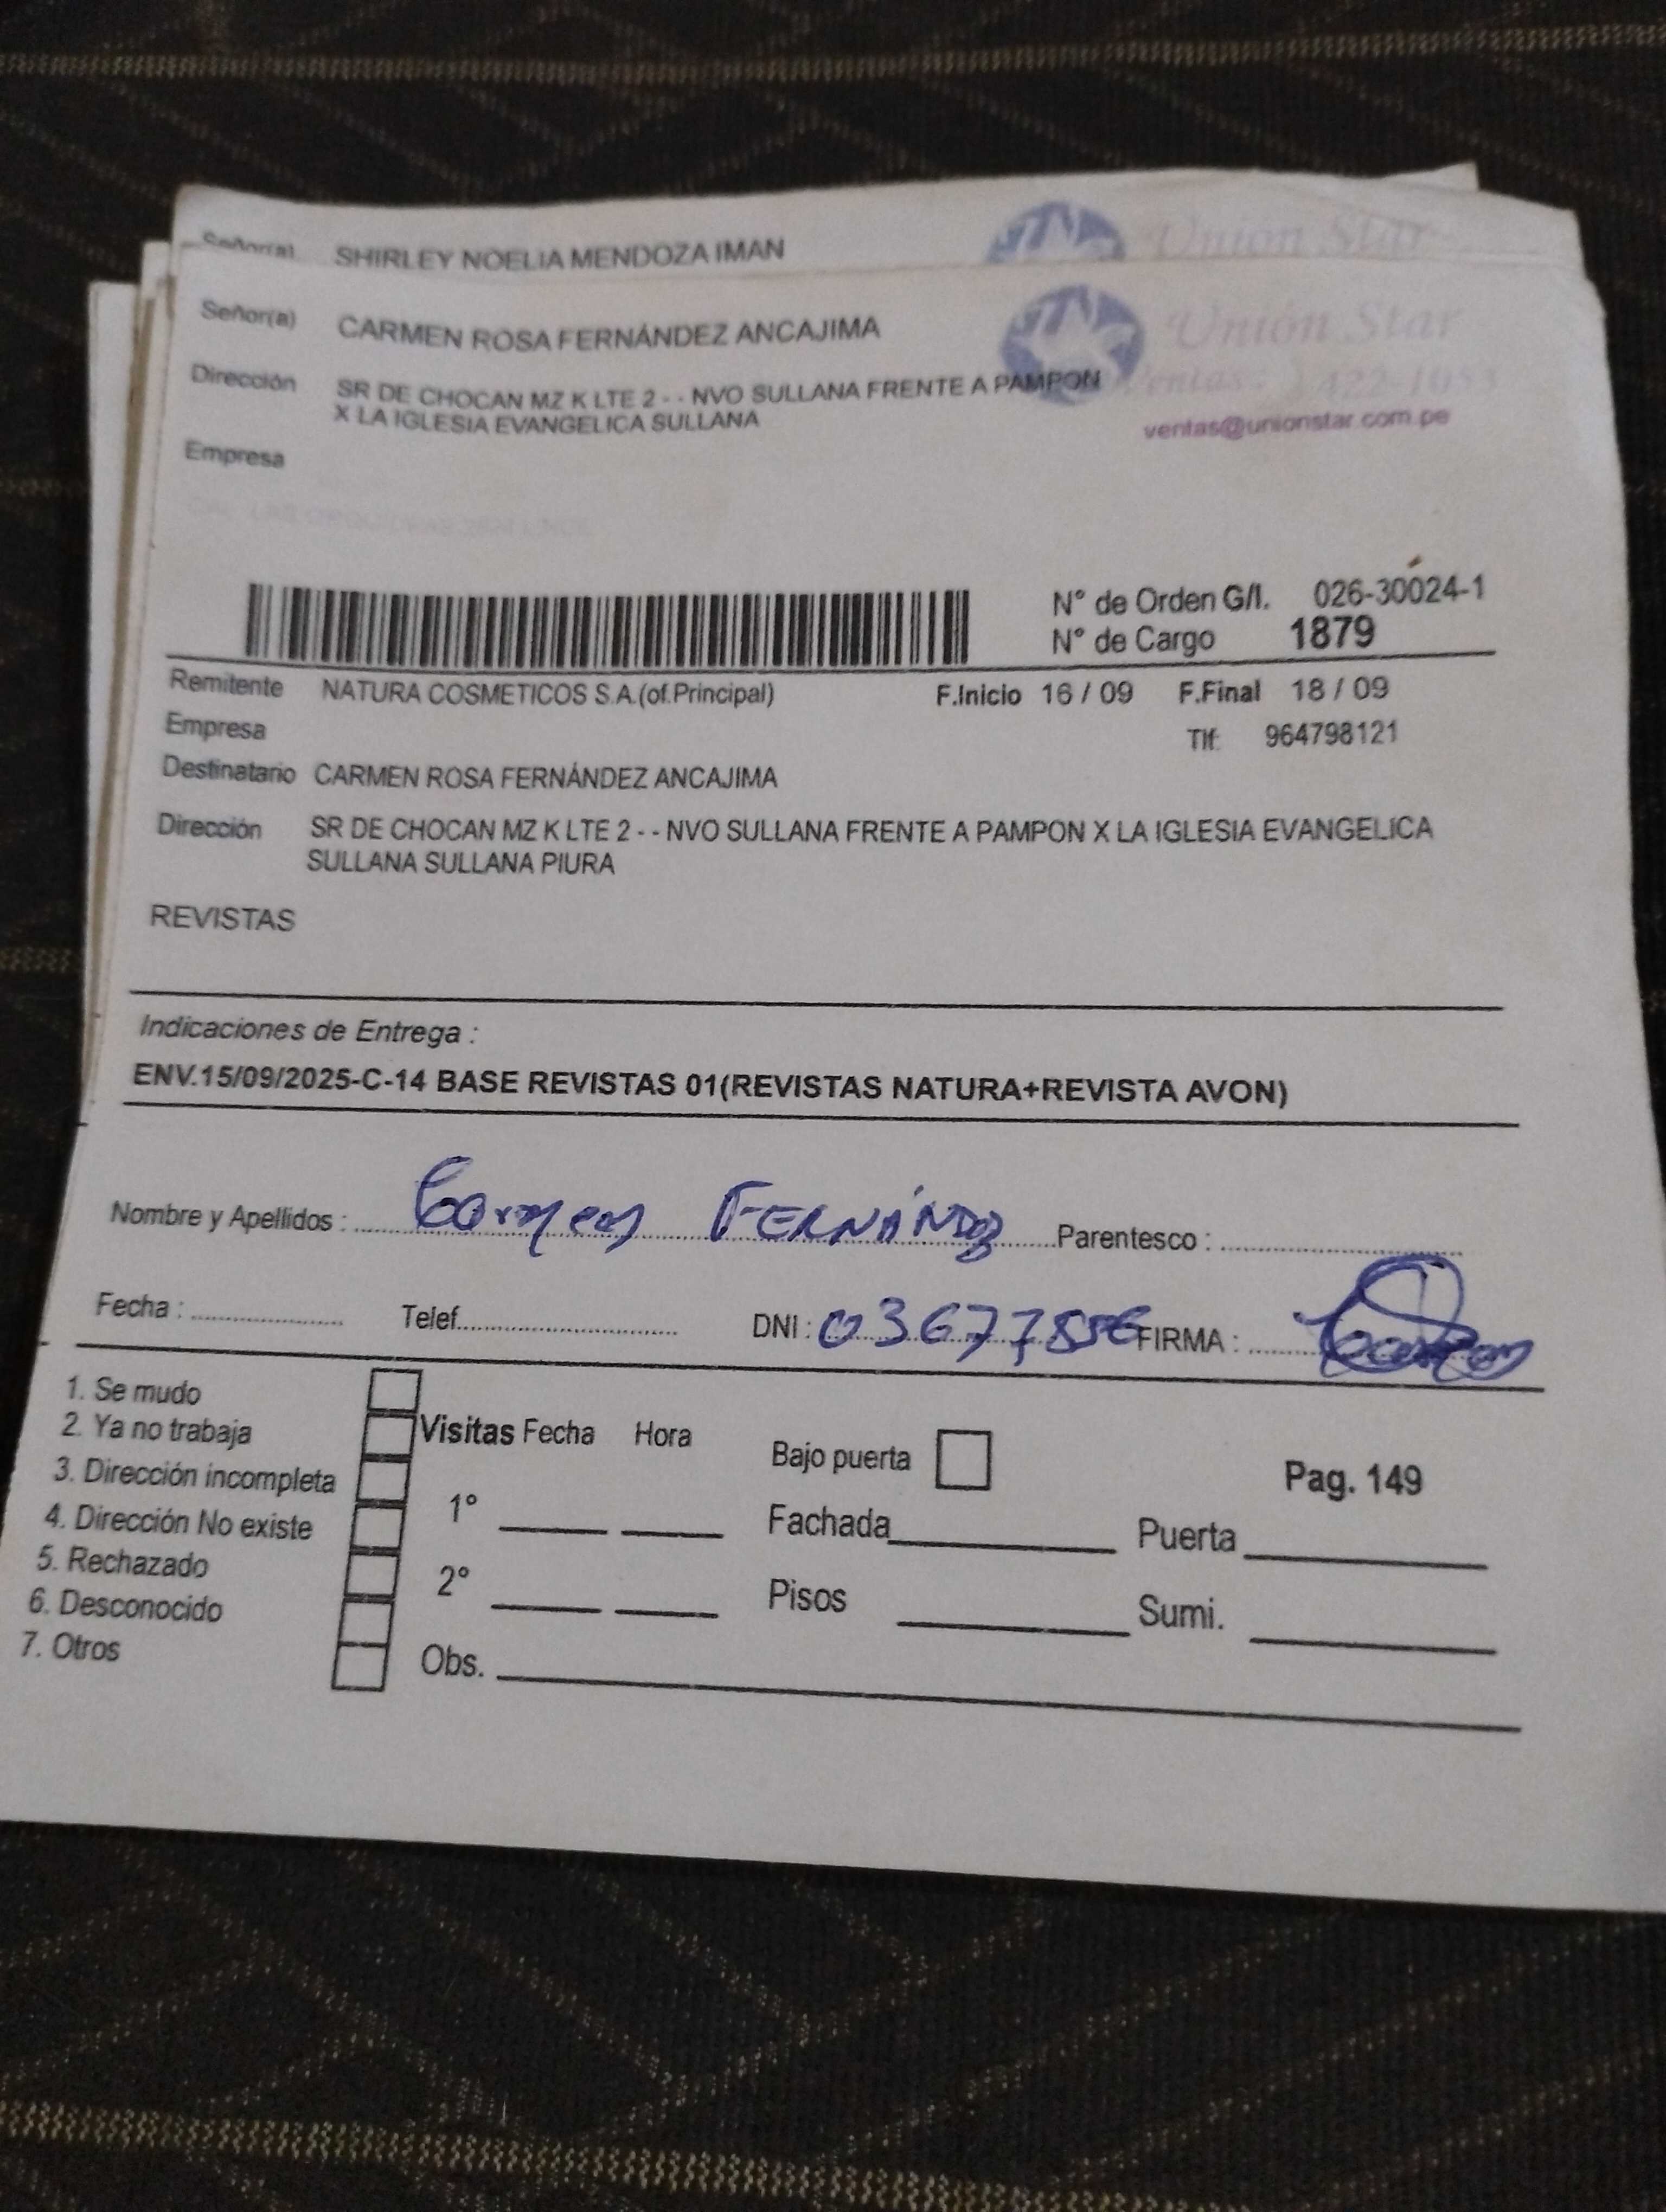 Señor(a) SHIRLEY NOELIA MENDOZA IMAN
Unión Star
Señor(a) CARMEN ROSA FERNÁNDEZ ANCAJIMA
Unión Star
Dirección SR DE CHOCAN MZ K LTE 2 - - NVO SULLANA FRENTE A PAMPON
Ventas: 422-1653
X LA IGLESIA EVANGELICA SULLANA
ventas@unionstar.com.pe
Empresa
N° de Orden G/I. 026-30024-1
N° de Cargo 1879
Remitente NATURA COSMETICOS S.A.(of.Principal) F.Inicio 16 / 09 F.Final 18 / 09
Empresa Tlf: 964798121
Destinatario CARMEN ROSA FERNÁNDEZ ANCAJIMA
Dirección SR DE CHOCAN MZ K LTE 2 - - NVO SULLANA FRENTE A PAMPON X LA IGLESIA EVANGELICA
SULLANA SULLANA PIURA
REVISTAS
Indicaciones de Entrega :
ENV.15/09/2025-C-14 BASE REVISTAS 01(REVISTAS NATURA+REVISTA AVON)
Nombre y Apellidos : Carmen FERNÁNDZ Parentesco :
Fecha : Telef. DNI : 03677856 FIRMA : Carmen
1. Se mudo
2. Ya no trabaja
3. Dirección incompleta
4. Dirección No existe
5. Rechazado
6. Desconocido
7. Otros
Visitas Fecha Hora
1°
2°
Obs.
Bajo puerta
Pag. 149
Fachada Puerta
Pisos Sumi.